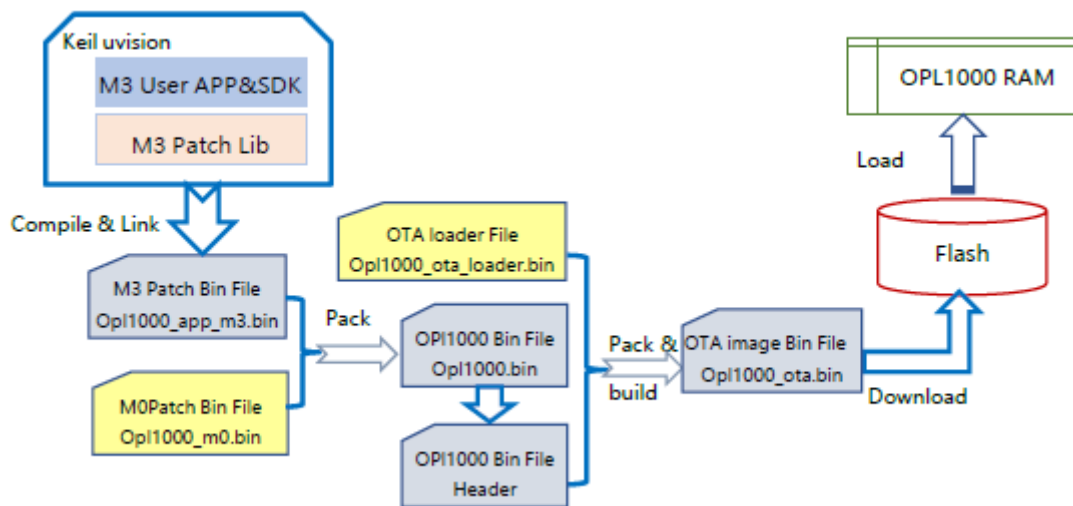 Keil uvision
M3 User APP&SDK
M3 Patch Lib
Compile & Link
M3 Patch Bin File
Opl1000_app_m3.bin
M0Patch Bin File
Opl1000_m0.bin
Pack
OTA loader File
Opl1000_ota_loader.bin
OPl1000 Bin File
Opl1000.bin
OPl1000 Bin File
Header
Pack &
build
OTA image Bin File
Opl1000_ota.bin
Download
Flash
Load
OPL1000 RAM